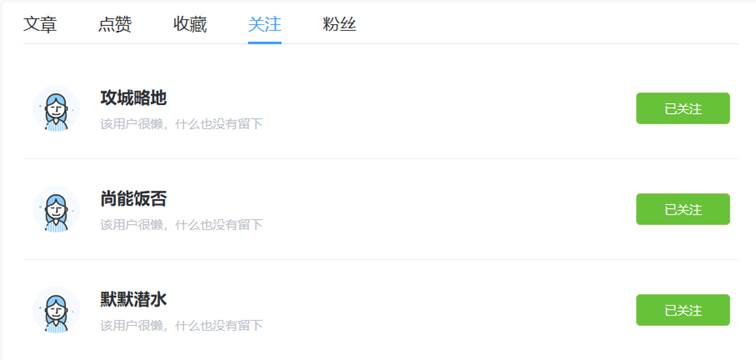 文章 点赞 收藏 关注 粉丝
攻城略地
该用户很懒，什么也没有留下
已关注
尚能饭否
该用户很懒，什么也没有留下
已关注
默默潜水
该用户很懒，什么也没有留下
已关注